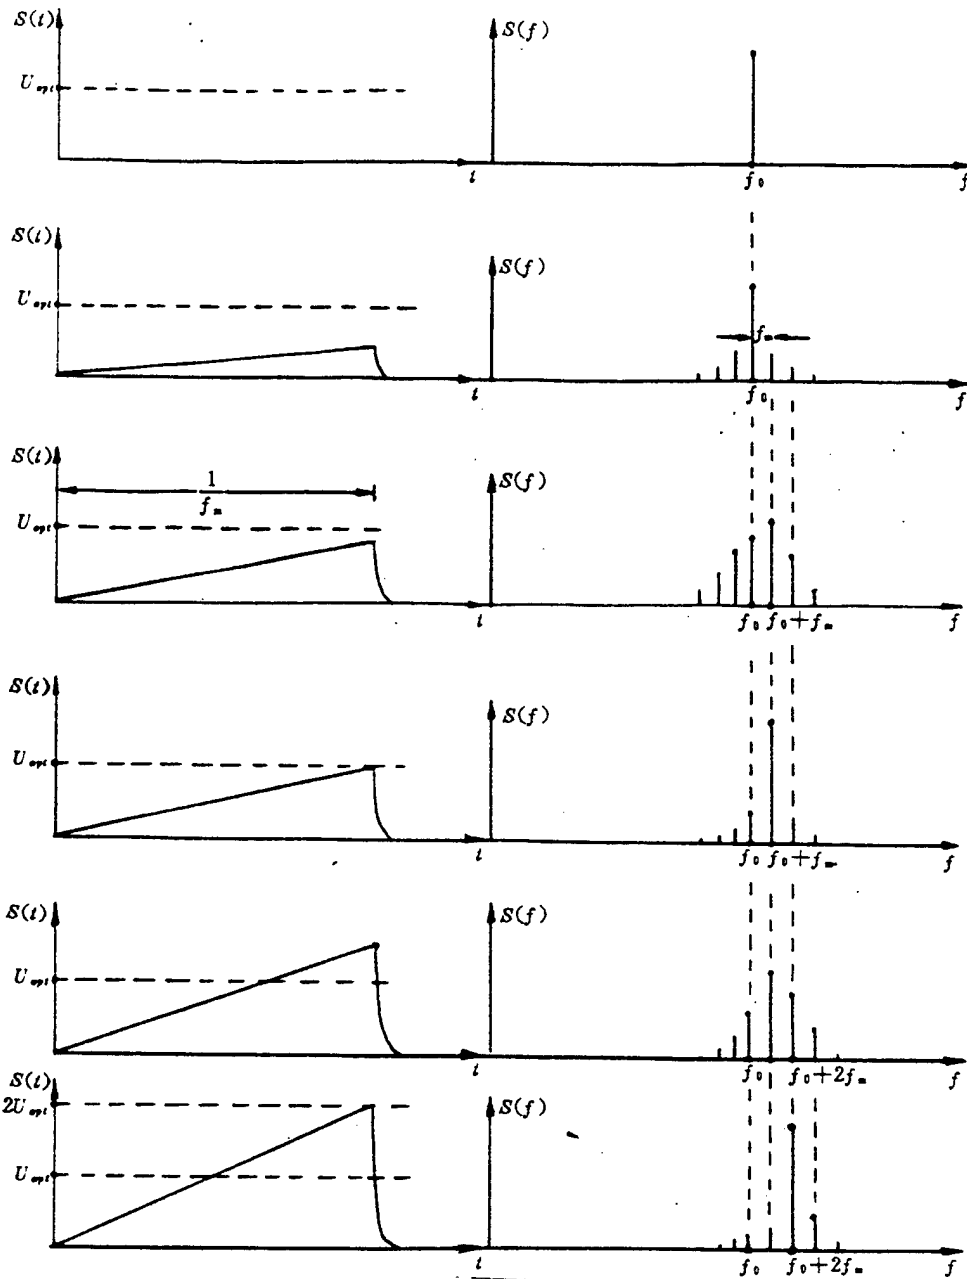 S(t)
S(f)
U_opt
t
f_0
f
S(t)
S(f)
U_opt
f_m
t
f_0
f
S(t)
1/f_m
S(f)
U_opt
t
f_0 f_0+f_m
f
S(t)
S(f)
U_opt
t
f_0 f_0+f_m
f
S(t)
S(f)
U_opt
t
f_0 f_0+2f_m
f
S(t)
2U_opt
S(f)
U_opt
t
f_0 f_0+2f_m
f